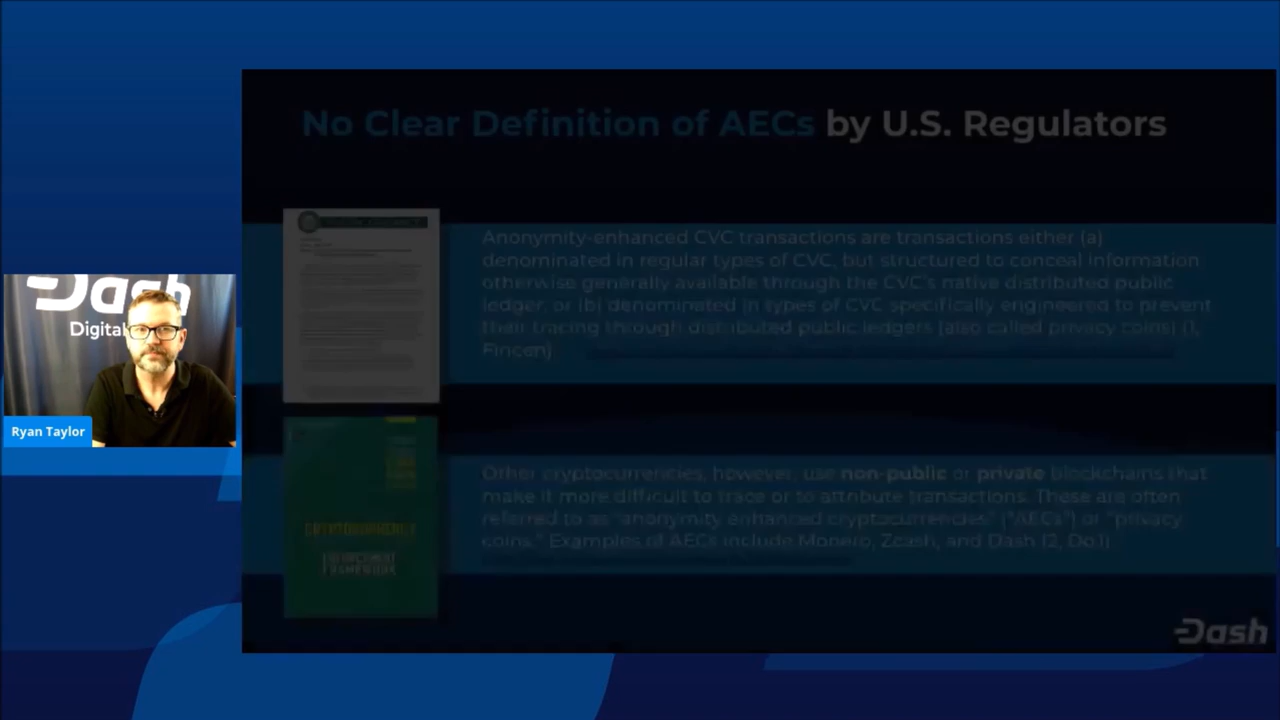 No Clear Definition of AECs by U.S. Regulators
Anonymity-enhanced CVC transactions are transactions either (a)
denominated in regular types of CVC, but structured to conceal information
otherwise generally available through the CVC's native distributed public
ledger; or (b) denominated in types of CVC specifically engineered to prevent
their tracing through distributed public ledgers (also called privacy coins) (1,
Fincen)
Dash
Digital
Ryan Taylor
CRYPTOCURRENCY
ENFORCEMENT
FRAMEWORK
Other cryptocurrencies, however, use non-public or private blockchains that
make it more difficult to trace or to attribute transactions. These are often
referred to as "anonymity enhanced cryptocurrencies" ("AECs") or "privacy
coins." Examples of AECs include Monero, Zcash, and Dash (2, DoJ)
Dash